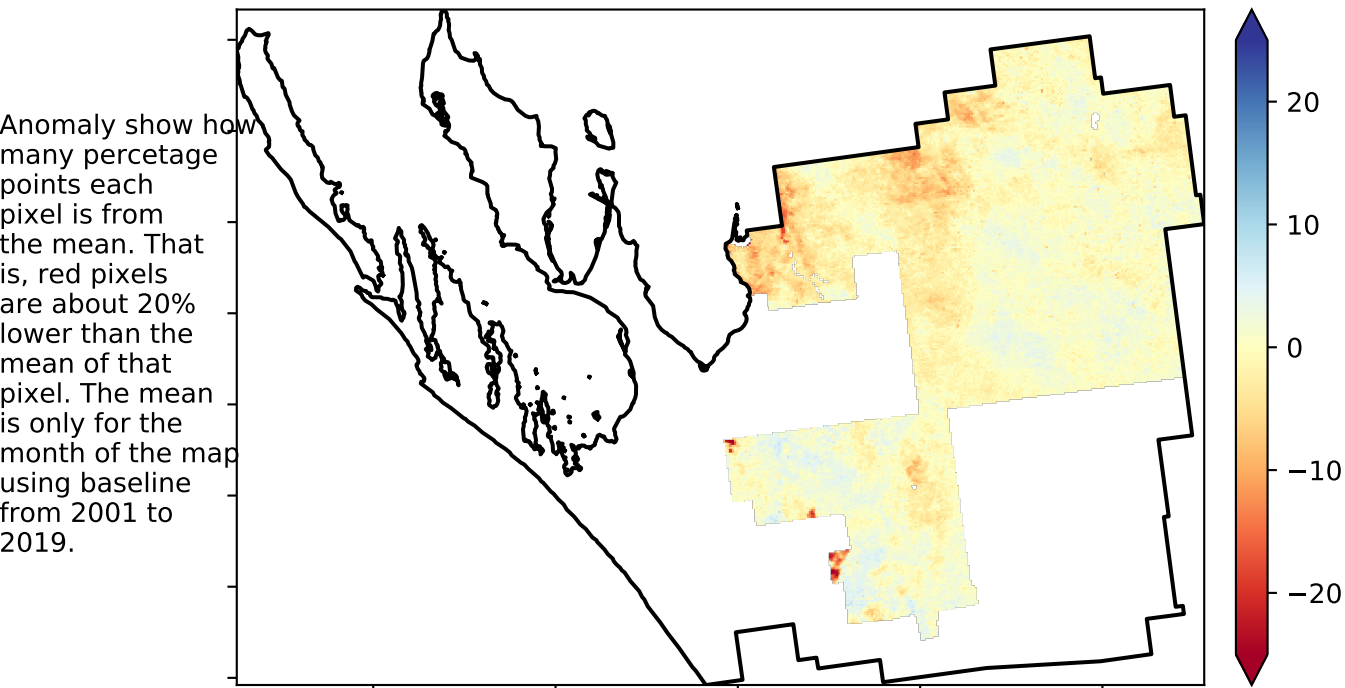 Anomaly show how
many percetage
points each
pixel is from
the mean. That
is, red pixels
are about 20%
lower than the
mean of that
pixel. The mean
is only for the
month of the map
using baseline
from 2001 to
2019.
20
10
0
−10
−20